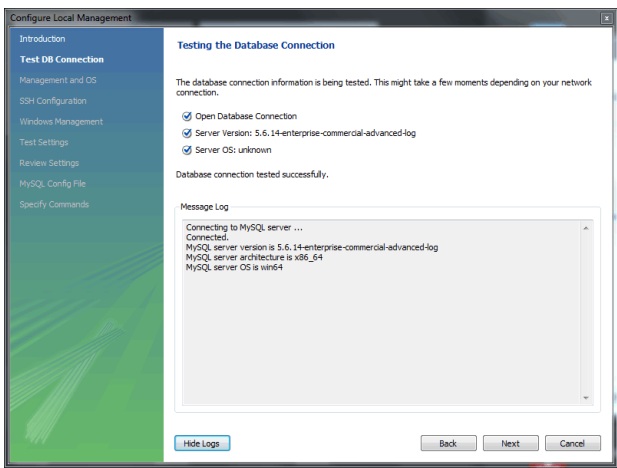 Configure Local Management
Introduction
Test DB Connection
Management and OS
SSH Configuration
Windows Management
Test Settings
Review Settings
MySQL Config File
Specify Commands
Testing the Database Connection
The database connection information is being tested. This might take a few moments depending on your network
connection.
Open Database Connection
Server Version: 5.6.14-enterprise-commercial-advanced-log
Server OS: unknown
Database connection tested successfully.
Message Log
Connecting to MySQL server ...
Connected.
MySQL server version is 5.6.14-enterprise-commercial-advanced-log
MySQL server architecture is x86_64
MySQL server OS is win64
Hide Logs
Back
Next
Cancel